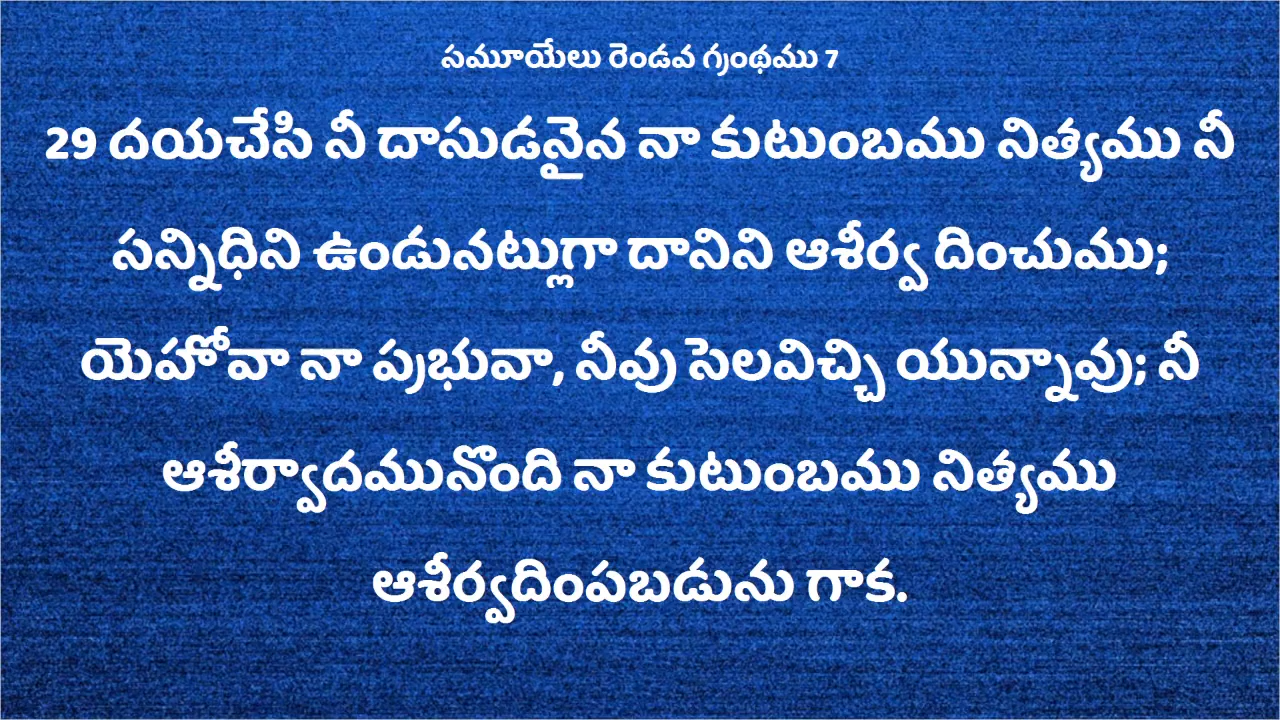 సమూయేలు రెండవ గ్రంథము 7
29 దయచేసి నీ దాసుడనైన నా కుటుంబము నిత్యము నీ
సన్నిధిని ఉండునట్లుగా దానిని ఆశీర్వ దించుము;
యెహోవా నా ప్రభువా, నీవు సెలవిచ్చి యున్నావు; నీ
ఆశీర్వాదమునొంది నా కుటుంబము నిత్యము
ఆశీర్వదింపబడును గాక.